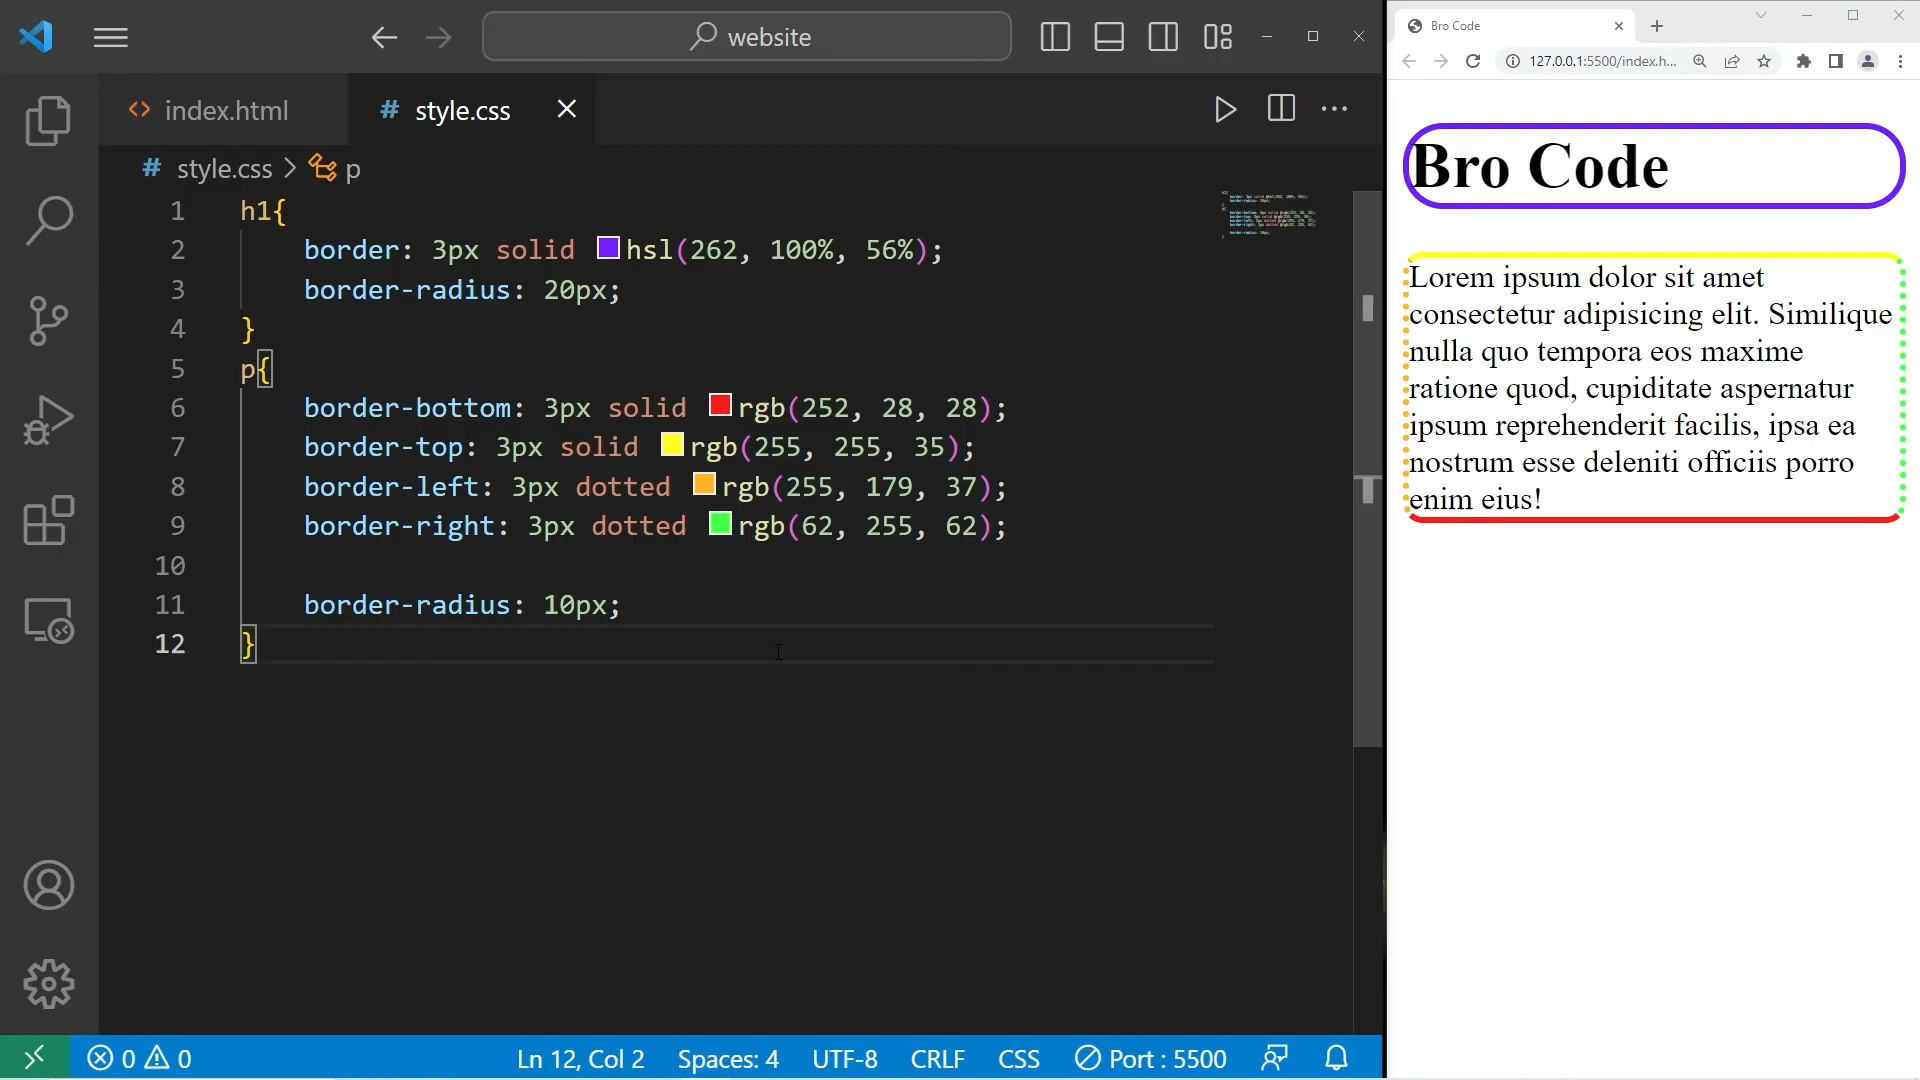 website
index.html
style.css
style.css > p
1 h1{
2 border: 3px solid hsl(262, 100%, 56%);
3 border-radius: 20px;
4 }
5 p{
6 border-bottom: 3px solid rgb(252, 28, 28);
7 border-top: 3px solid rgb(255, 255, 35);
8 border-left: 3px dotted rgb(255, 179, 37);
9 border-right: 3px dotted rgb(62, 255, 62);
10
11 border-radius: 10px;
12 }
0 0
Ln 12, Col 2
Spaces: 4
UTF-8
CRLF
CSS
Port : 5500
Bro Code
127.0.0.1:5500/index.h...
Bro Code
Lorem ipsum dolor sit amet
consectetur adipisicing elit. Similique
nulla quo tempora eos maxime
ratione quod, cupiditate aspernatur
ipsum reprehenderit facilis, ipsa ea
nostrum esse deleniti officiis porro
enim eius!